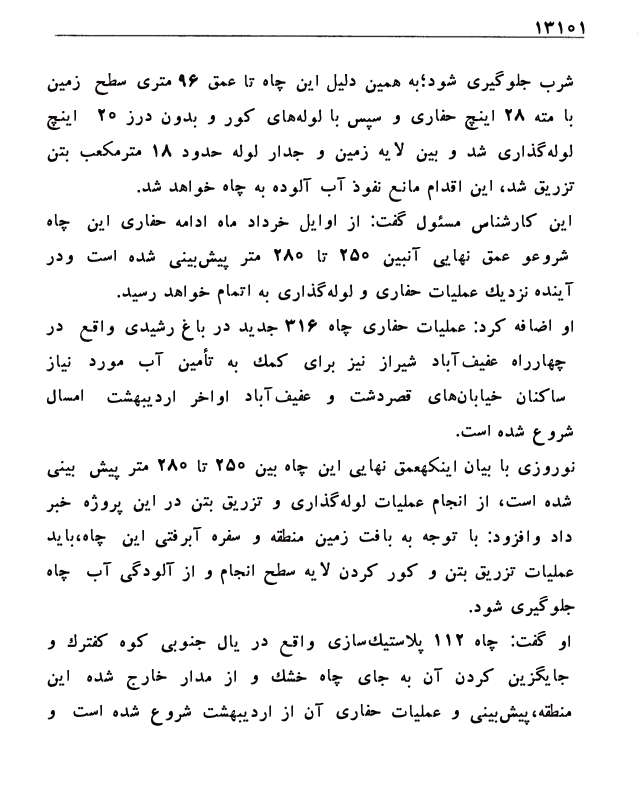 ۱۳۱۰۱
شرب جلوگیری شود؛به همین دلیل این چاه تا عمق ۹۶ متری سطح زمین
با مته ۲۸ اینچ حفاری و سپس با لوله‌های کور و بدون درز ۲۰ اینچ
لوله‌گذاری شد و بین لایه زمین و جدار لوله حدود ۱۸ مترمکعب بتن
تزریق شد، این اقدام مانع نفوذ آب آلوده به چاه خواهد شد.
این کارشناس مسئول گفت: از اوایل خرداد ماه ادامه حفاری این چاه
شروعو عمق نهایی آنبین ۲۵۰ تا ۲۸۰ متر پیش‌بینی شده است ودر
آینده نزدیك عملیات حفاری و لوله‌گذاری به اتمام خواهد رسید.
او اضافه کرد: عملیات حفاری چاه ۳۱۶ جدید در باغ رشیدی واقع در
چهارراه عفیف‌آباد شیراز نیز برای کمك به تأمین آب مورد نیاز
ساکنان خیابان‌های قصردشت و عفیف‌آباد اواخر اردیبهشت امسال
شروع شده است.
نوروزی با بیان اینکهعمق نهایی این چاه بین ۲۵۰ تا ۲۸۰ متر پیش بینی
شده است، از انجام عملیات لوله‌گذاری و تزریق بتن در این پروژه خبر
داد وافزود: با توجه به بافت زمین منطقه و سفره آبرفتی این چاه،باید
عملیات تزریق بتن و کور کردن لایه سطح انجام و از آلودگی آب چاه
جلوگیری شود.
او گفت: چاه ۱۱۲ پلاستیك‌سازی واقع در یال جنوبی کوه کفترك و
جایگزین کردن آن به جای چاه خشك و از مدار خارج شده این
منطقه،پیش‌بینی و عملیات حفاری آن از اردیبهشت شروع شده است و